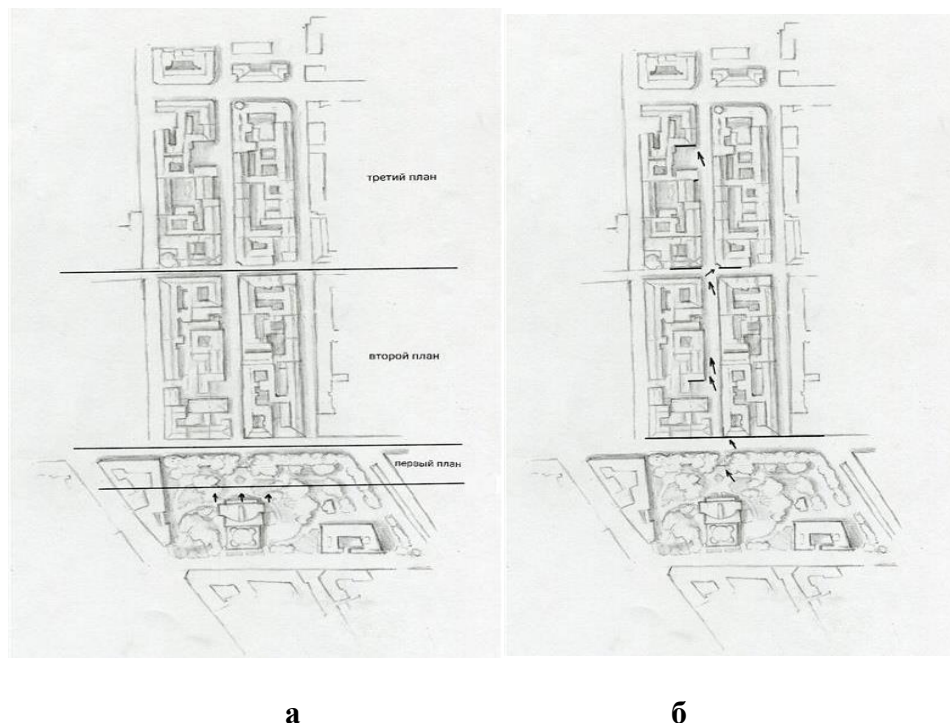 третий план
второй план
первый план
а
б